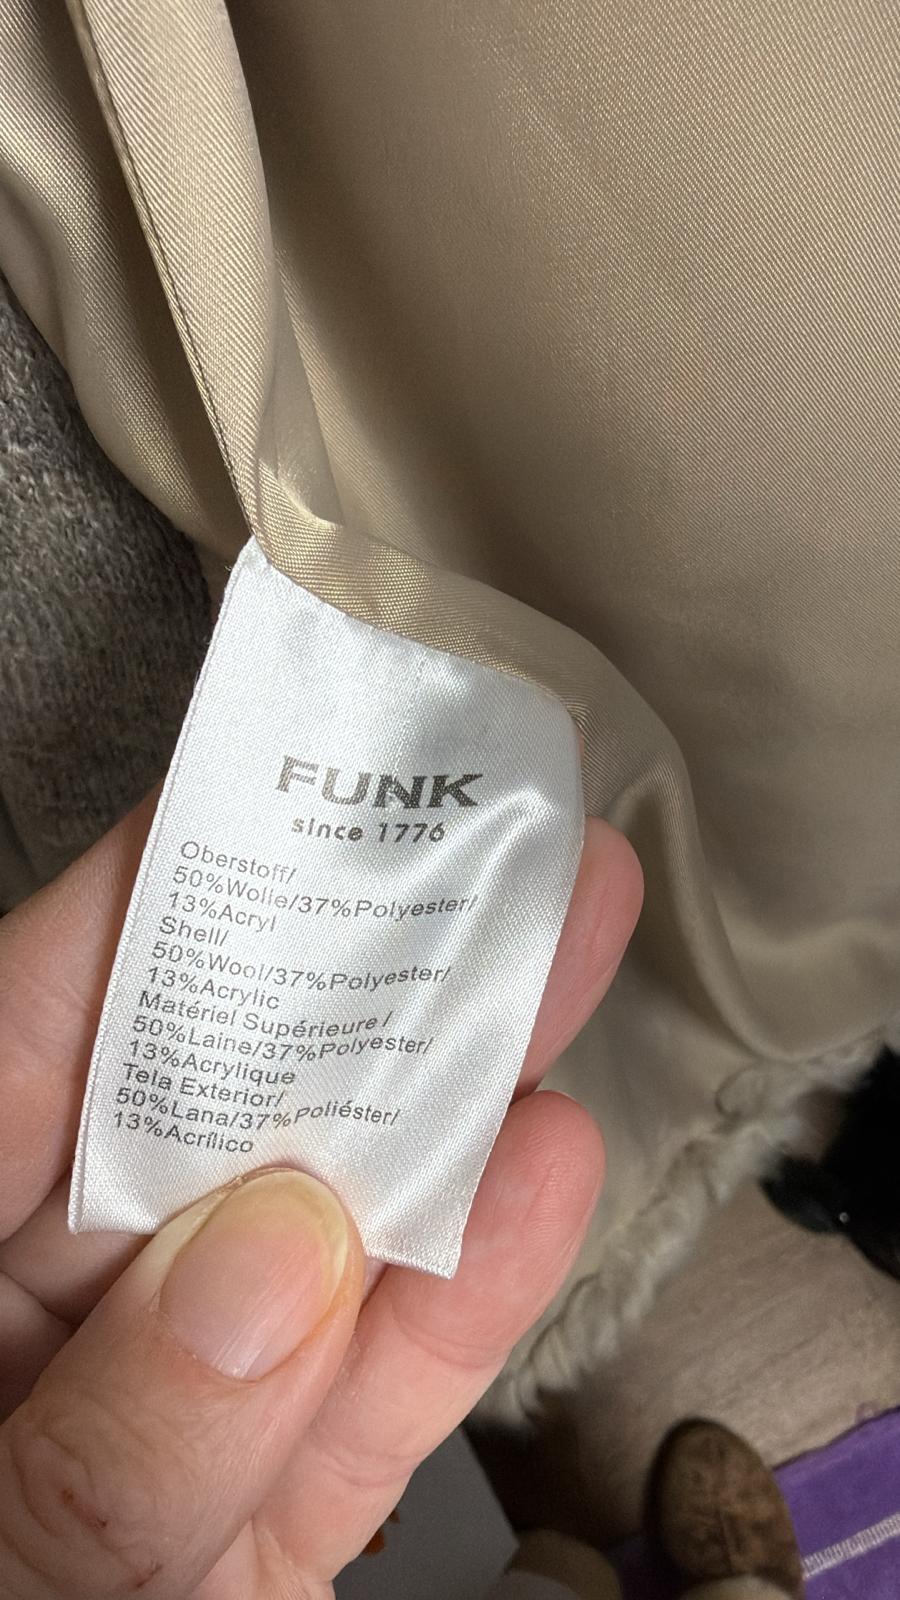 FUNK
since 1776
Oberstoff/
50%Wolle/37%Polyester/
13%Acryl
Shell/
50%Wool/37%Polyester/
13%Acrylic
Matériel Supérieure/
50%Laine/37%Polyester/
13%Acrylique
Tela Exterior/
50%Lana/37%Poliéster/
13%Acrílico